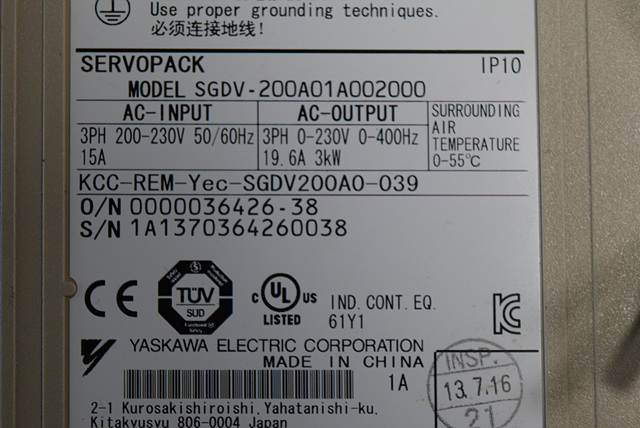 Use proper grounding techniques.
必须连接地线!
SERVOPACK IP10
MODEL SGDV-200A01A002000
AC-INPUT AC-OUTPUT SURROUNDING AIR TEMPERATURE 0-55℃
3PH 200-230V 50/60Hz 3PH 0-230V 0-400Hz
15A 19.6A 3kW
KCC-REM-Yec-SGDV200A0-039
O/N 0000036426-38
S/N 1A1370364260038
CE TÜV SUD C UL US LISTED IND. CONT. EQ. 61Y1
Functional Safety
YASKAWA ELECTRIC CORPORATION
MADE IN CHINA
1A
INSP.
13.7.16
21
2-1 Kurosakishiroishi, Yahatanishi-ku,
Kitakyusyu 806-0004 Japan